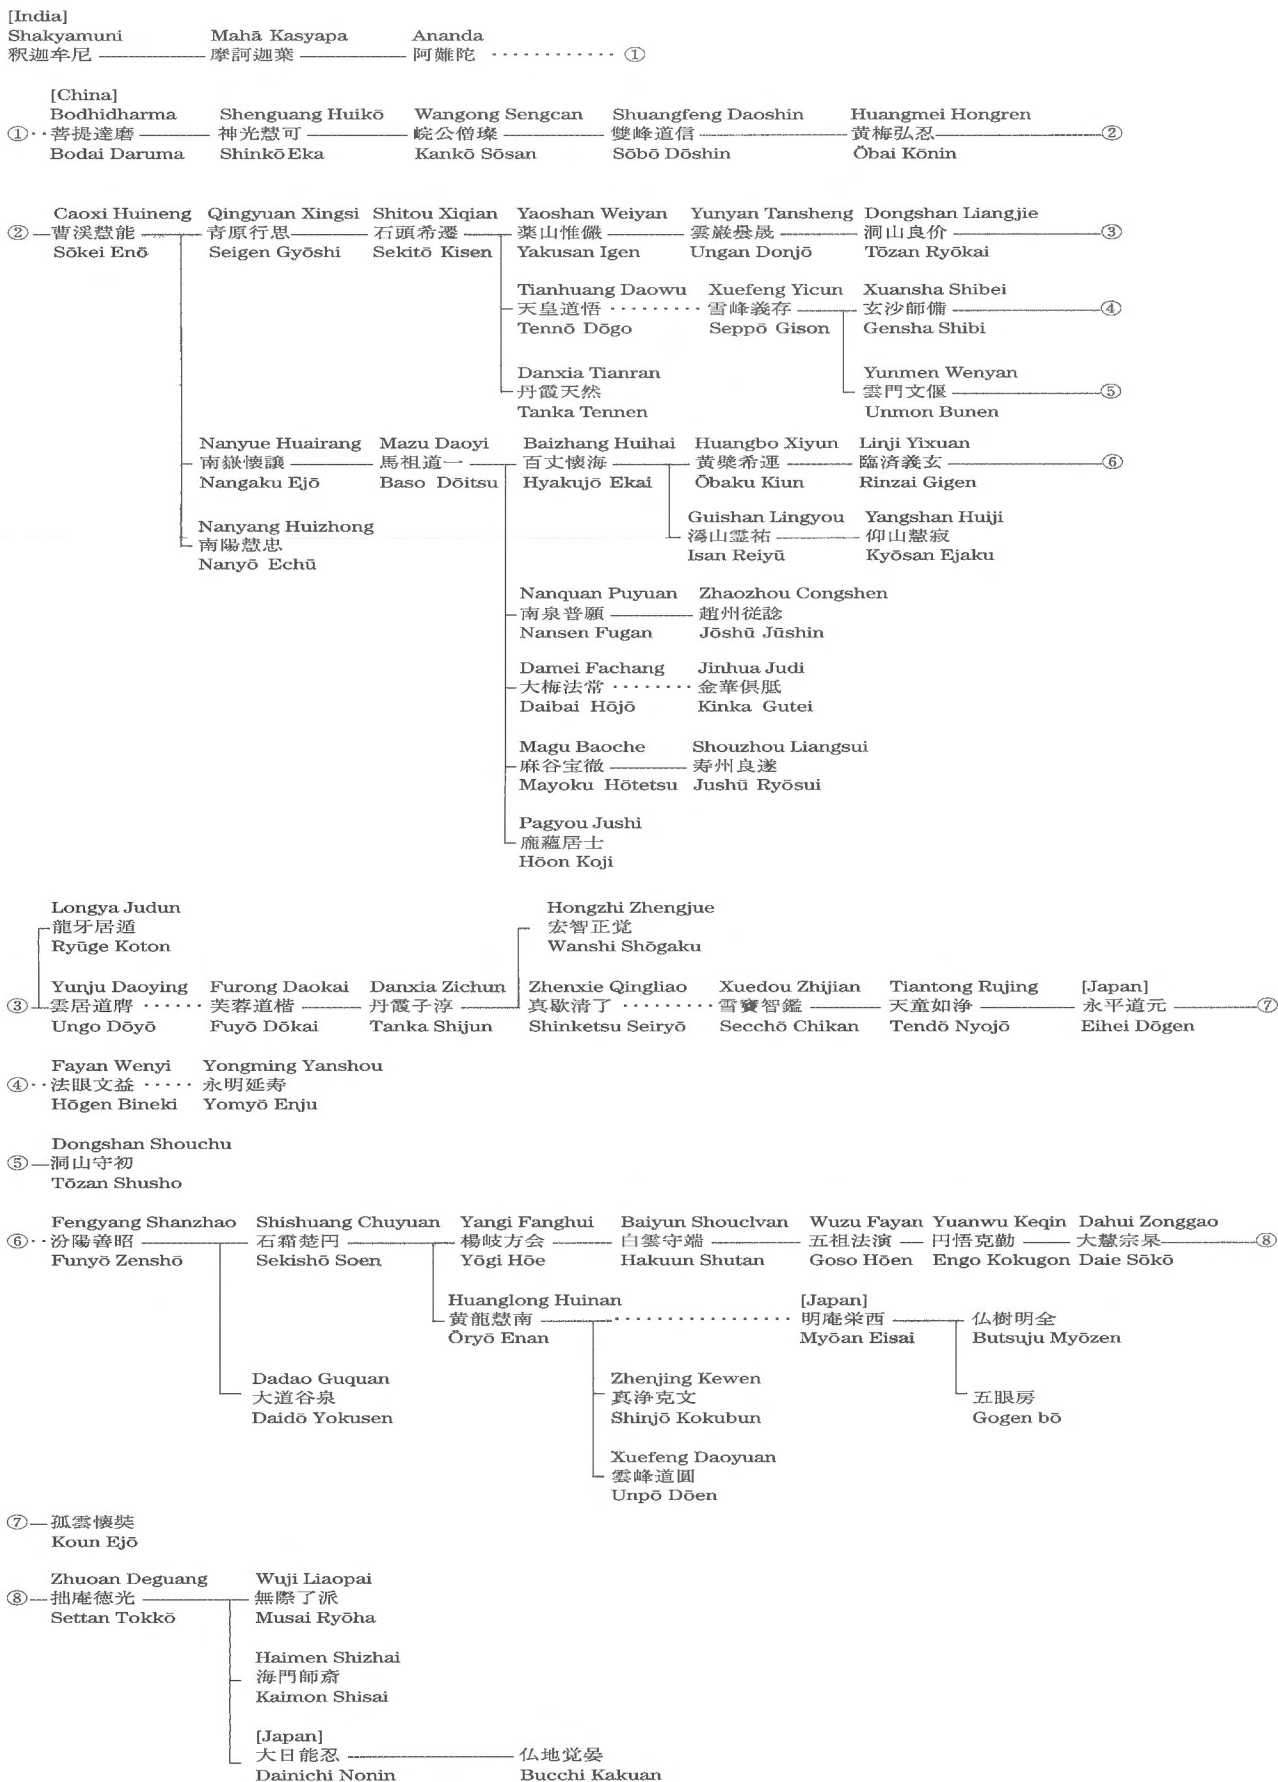 [India]
Shakyamuni Mahā Kasyapa Ananda
釈迦牟尼 摩訶迦葉 阿難陀 ············ ①
[China]
Bodhidharma Shenguang Huikō Wangong Sengcan Shuangfeng Daoshin Huangmei Hongren
①··菩提達磨 神光慧可 皖公僧璨 雙峰道信 黄梅弘忍 ②
Bodai Daruma Shinkō Eka Kankō Sōsan Sōbō Dōshin Ōbai Kōnin
Caoxi Huineng Qingyuan Xingsi Shitou Xiqian Yaoshan Weiyan Yunyan Tansheng Dongshan Liangjie
② 曹渓慧能 青原行思 石頭希遷 薬山惟儼 雲巌曇晟 洞山良价 ③
Sōkei Enō Seigen Gyōshi Sekitō Kisen Yakusan Igen Ungan Donjō Tōzan Ryōkai
Tianhuang Daowu Xuefeng Yicun Xuansha Shibei
天皇道悟 ········· 雪峰義存 玄沙師備 ④
Tennō Dōgo Seppō Gison Gensha Shibi
Danxia Tianran Yunmen Wenyan
丹霞天然 雲門文偃 ⑤
Tanka Tennen Unmon Bunen
Nanyue Huairang Mazu Daoyi Baizhang Huihai Huangbo Xiyun Linji Yixuan
南嶽懐譲 馬祖道一 百丈懐海 黄檗希運 臨済義玄 ⑥
Nangaku Ejō Baso Dōitsu Hyakujō Ekai Ōbaku Kiun Rinzai Gigen
Guishan Lingyou Yangshan Huiji
潙山霊祐 仰山慧寂
Isan Reiyū Kyōsan Ejaku
Nanyang Huizhong
南陽慧忠
Nanyō Echū
Nanquan Puyuan Zhaozhou Congshen
南泉普願 趙州従諗
Nansen Fugan Jōshū Jūshin
Damei Fachang Jinhua Judi
大梅法常 ········ 金華倶胝
Daibai Hōjō Kinka Gutei
Magu Baoche Shouzhou Liangsui
麻谷宝徹 寿州良遂
Mayoku Hōtetsu Jushū Ryōsui
Pagyou Jushi
龐蘊居士
Hōon Koji
Longya Judun Hongzhi Zhengjue
龍牙居遁 宏智正覚
Ryūge Koton Wanshi Shōgaku
Yunju Daoying Furong Daokai Danxia Zichun Zhenxie Qingliao Xuedou Zhijian Tiantong Rujing [Japan]
③ 雲居道膺 ······ 芙蓉道楷 丹霞子淳 真歇清了 ········· 雪竇智鑑 天童如浄 永平道元 ⑦
Ungo Dōyō Fuyō Dōkai Tanka Shijun Shinketsu Seiryō Secchō Chikan Tendō Nyojō Eihei Dōgen
Fayan Wenyi Yongming Yanshou
④··法眼文益 ····· 永明延寿
Hōgen Bineki Yomyō Enju
Dongshan Shouchu
⑤ 洞山守初
Tōzan Shusho
Fengyang Shanzhao Shishuang Chuyuan Yangi Fanghui Baiyun Shouclvan Wuzu Fayan Yuanwu Keqin Dahui Zonggao
⑥··汾陽善昭 石霜楚円 楊岐方会 白雲守端 五祖法演 円悟克勤 大慧宗杲 ⑧
Funyō Zenshō Sekishō Soen Yōgi Hōe Hakuun Shutan Goso Hōen Engo Kokugon Daie Sōkō
Huanglong Huinan [Japan]
黄龍慧南 ················· 明庵栄西 仏樹明全
Ōryō Enan Myōan Eisai Butsuju Myōzen
Dadao Guquan Zhenjing Kewen
大道谷泉 真浄克文 五眼房
Daidō Yokusen Shinjō Kokubun Gogen bō
Xuefeng Daoyuan
雲峰道圓
Unpō Dōen
⑦ 孤雲懐奘
Koun Ejō
Zhuoan Deguang Wuji Liaopai
⑧ 拙庵徳光 無際了派
Settan Tokkō Musai Ryōha
Haimen Shizhai
海門師斎
Kaimon Shisai
[Japan]
大日能忍 仏地覚晏
Dainichi Nonin Bucchi Kakuan